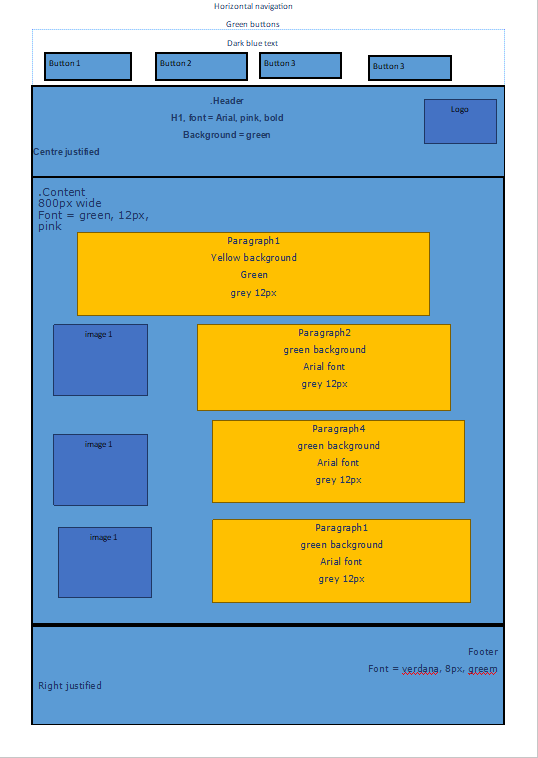 Horizontal navigation
Green buttons
Dark blue text
Button 1
Button 2
Button 3
Button 3
.Header
H1, font = Arial, pink, bold
Background = green
Logo
Centre justified
.Content
800px wide
Font = green, 12px,
pink
Paragraph1
Yellow background
Green
grey 12px
image 1
Paragraph2
green background
Arial font
grey 12px
image 1
Paragraph4
green background
Arial font
grey 12px
image 1
Paragraph1
green background
Arial font
grey 12px
Footer
Font = verdana, 8px, greem
Right justified